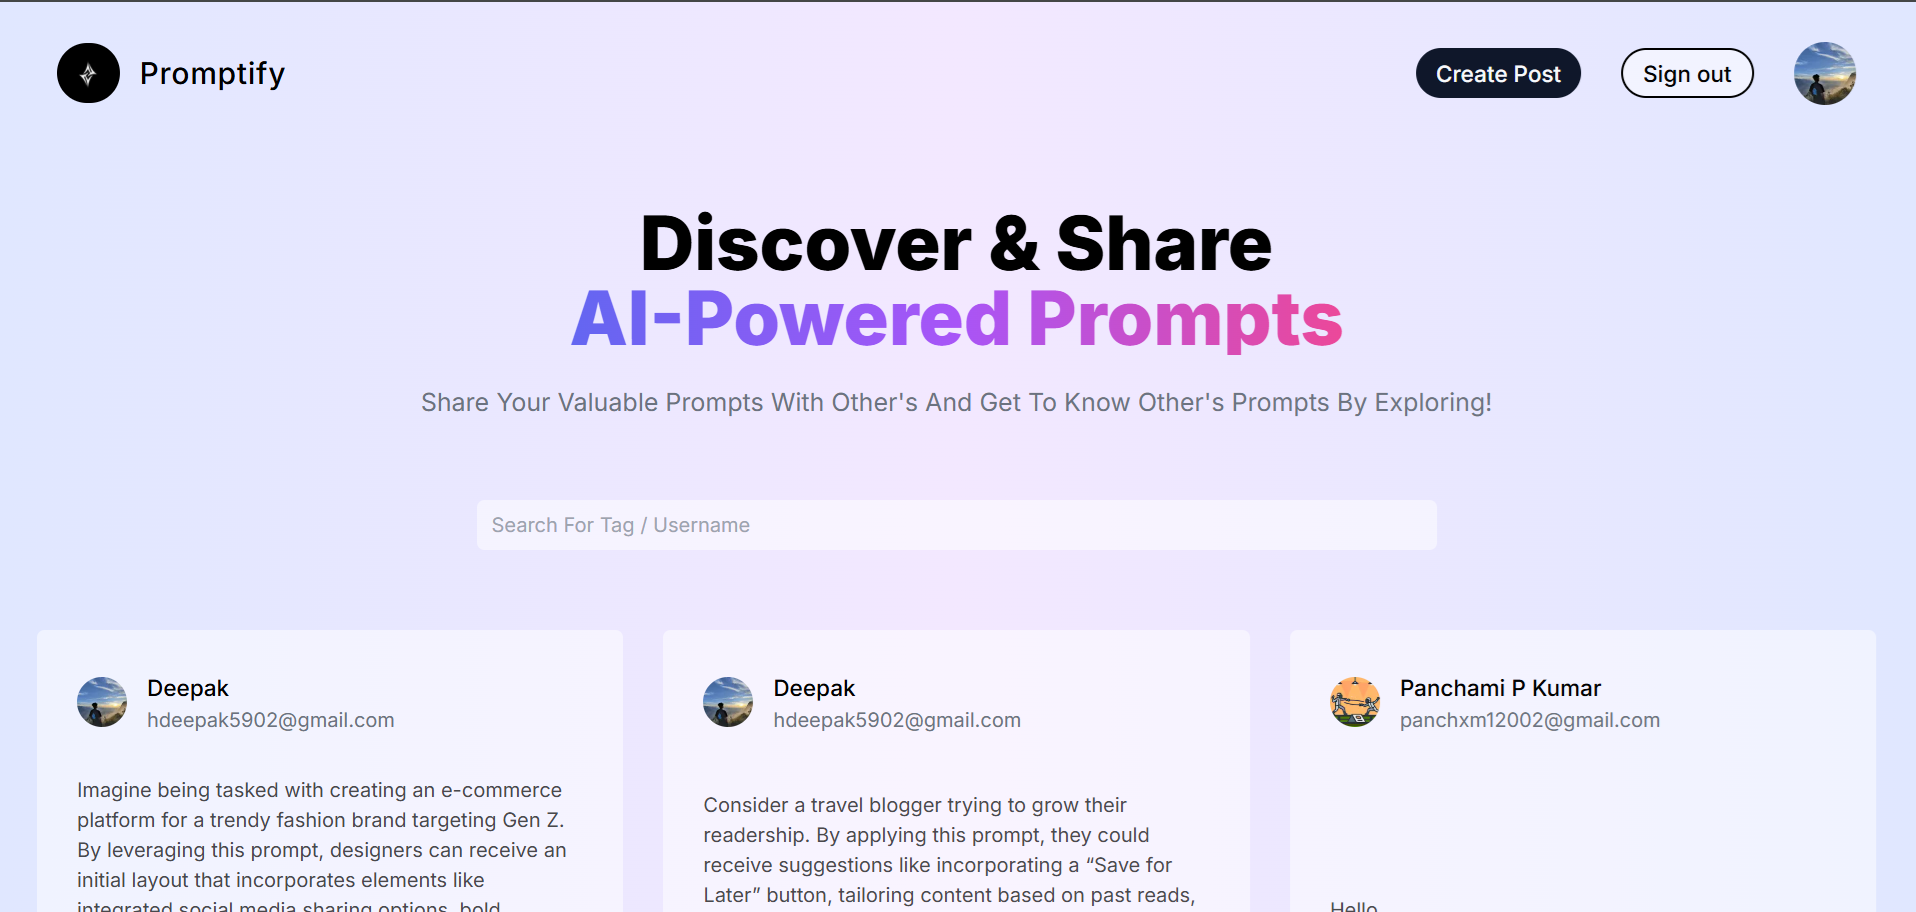 Promptify
Create Post
Sign out
Discover & Share
AI-Powered Prompts
Share Your Valuable Prompts With Other's And Get To Know Other's Prompts By Exploring!
Search For Tag / Username
Deepak
hdeepak5902@gmail.com
Imagine being tasked with creating an e-commerce
platform for a trendy fashion brand targeting Gen Z.
By leveraging this prompt, designers can receive an
initial layout that incorporates elements like
integrated social media sharing options, bold
Deepak
hdeepak5902@gmail.com
Consider a travel blogger trying to grow their
readership. By applying this prompt, they could
receive suggestions like incorporating a “Save for
Later” button, tailoring content based on past reads,
Panchami P Kumar
panchxm12002@gmail.com
Hello